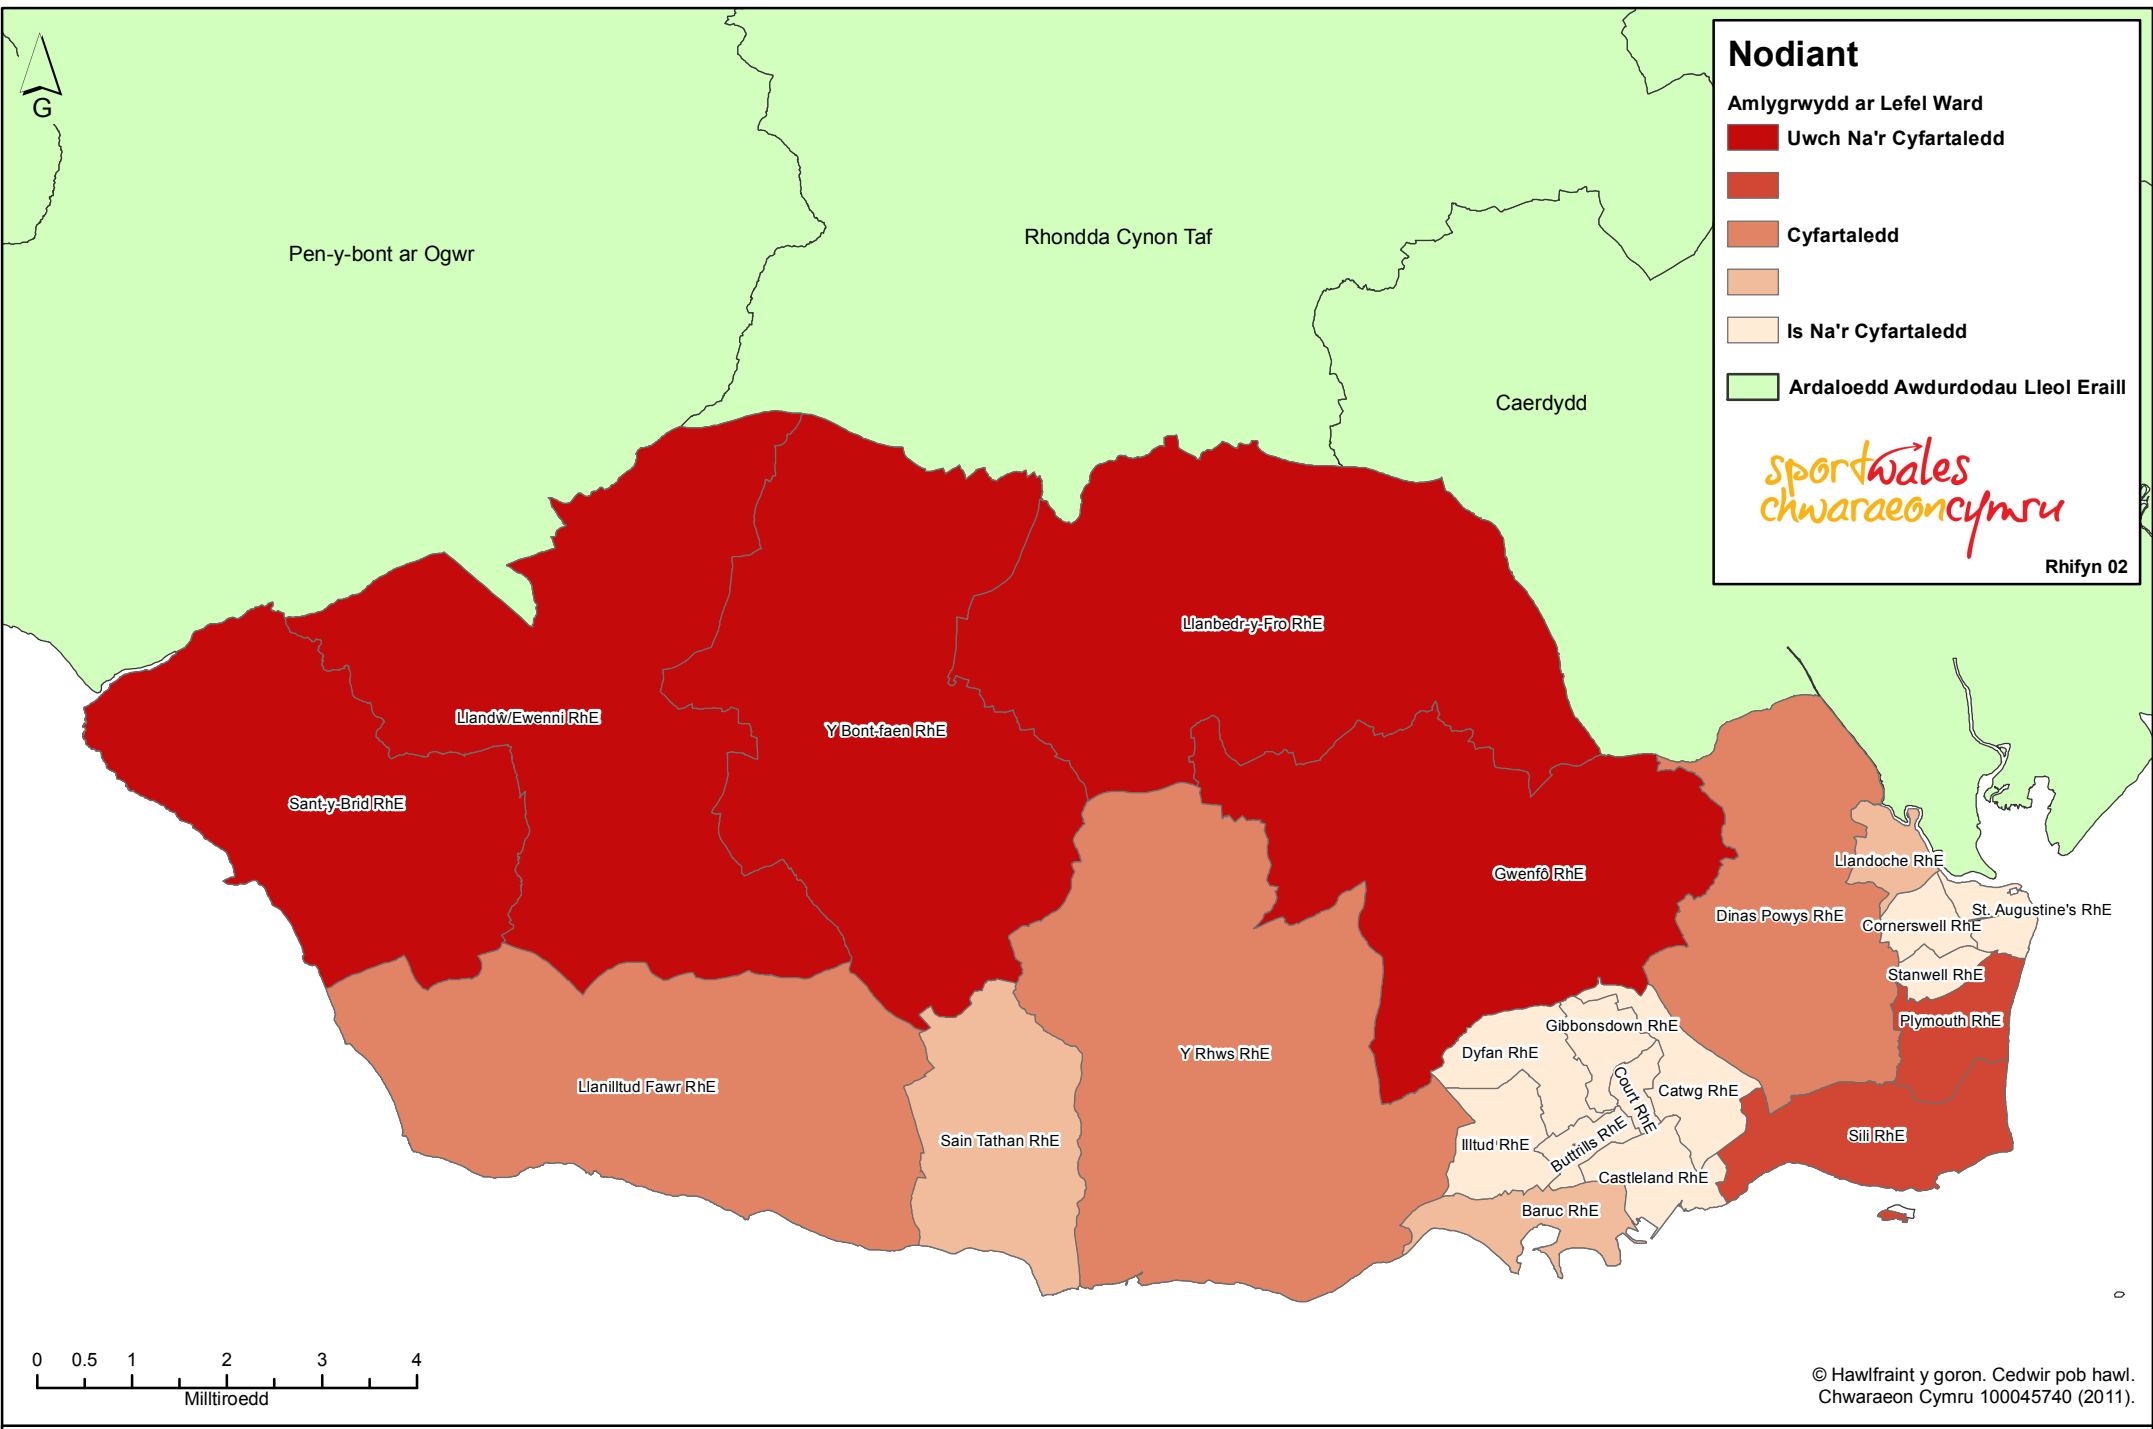 G
Pen-y-bont ar Ogwr
Rhondda Cynon Taf
Caerdydd
Nodiant
Amlygrwydd ar Lefel Ward
Uwch Na'r Cyfartaledd
Cyfartaledd
Is Na'r Cyfartaledd
Ardaloedd Awdurdodau Lleol Eraill
sportwales
chwaraeoncymru
Rhifyn 02
Llanbedr-y-Fro RhE
Llandŵ/Ewenni RhE
Y Bont-faen RhE
Sant-y-Brid RhE
Gwenfô RhE
Llandoche RhE
Dinas Powys RhE
St. Augustine's RhE
Cornerswell RhE
Stanwell RhE
Plymouth RhE
Gibbonsdown RhE
Dyfan RhE
Y Rhws RhE
Llanilltud Fawr RhE
Court RhE
Catwg RhE
Sain Tathan RhE
Illtud RhE
Buttrills RhE
Sili RhE
Castleland RhE
Baruc RhE
0 0.5 1 2 3 4
Milltiroedd
© Hawlfraint y goron. Cedwir pob hawl.
Chwaraeon Cymru 100045740 (2011).